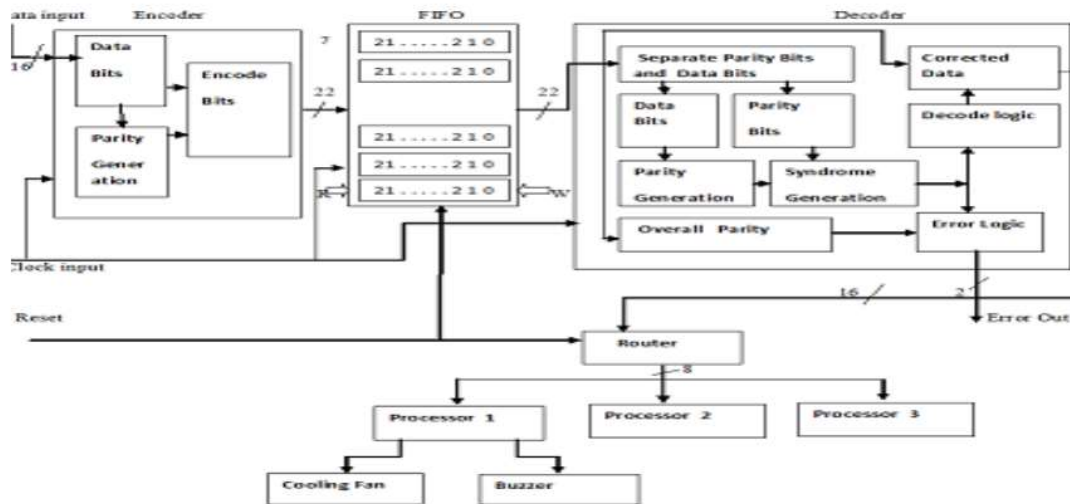 ata input
Encoder
FIFO
Decoder
16
Data
Bits
Encode
Bits
Parity
Gener
ation
7
22
21.....210
21.....210
21.....210
21.....210
21.....210
R
W
22
Separate Parity Bits
and Data Bits
Data
Bits
Parity
Bits
Parity
Generation
Syndrome
Generation
Overall Parity
Corrected
Data
Decode logic
Error Logic
Clock input
16
2
Reset
Error Out
Router
8
Processor 1
Processor 2
Processor 3
Cooling Fan
Buzzer